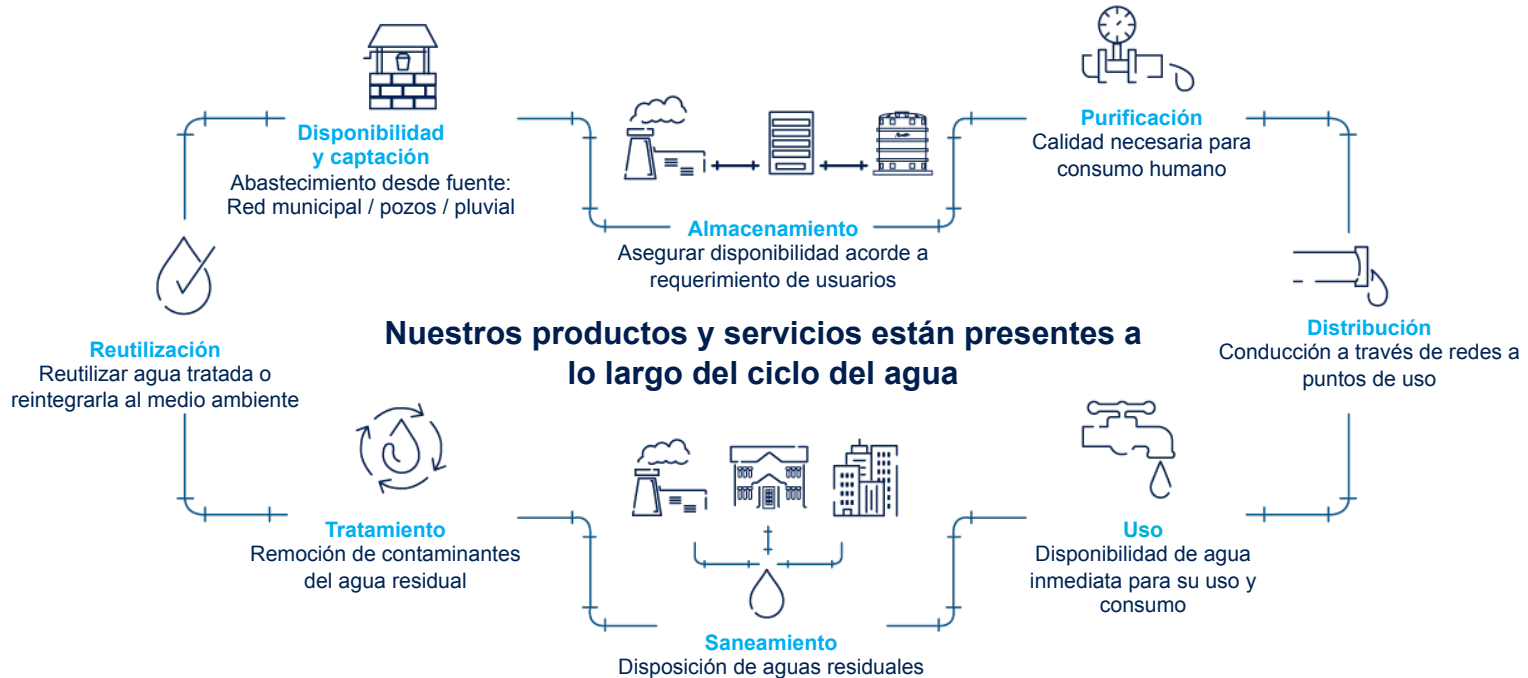 Disponibilidad
y captación
Abastecimiento desde fuente:
Red municipal / pozos / pluvial
Almacenamiento
Asegurar disponibilidad acorde a
requerimiento de usuarios
Purificación
Calidad necesaria para
consumo humano
Distribución
Conducción a través de redes a
puntos de uso
Nuestros productos y servicios están presentes a
lo largo del ciclo del agua
Reutilización
Reutilizar agua tratada o
reintegrarla al medio ambiente
Tratamiento
Remoción de contaminantes
del agua residual
Saneamiento
Disposición de aguas residuales
Uso
Disponibilidad de agua
inmediata para su uso y
consumo